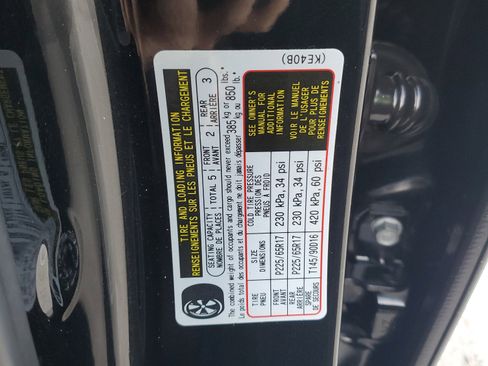 TIRE AND LOADING INFORMATION
RENSEIGNEMENTS SUR LES PNEUS ET LE CHARGEMENT
SEATING CAPACITY TOTAL 5 FRONT 2 REAR 3
NOMBRE DE PLACES AVANT ARRIÈRE
The combined weight of occupants and cargo should never exceed 385 kg or 850 lbs.
Le poids total des occupants et du chargement ne doit jamais dépasser kg ou lb.
TIRE SIZE COLD TIRE PRESSURE SEE OWNER'S
PNEU DIMENSIONS PRESSION DES MANUAL FOR
PNEUS À FROID ADDITIONAL
INFORMATION
FRONT P225/65R17 230 kPa, 34 psi
AVANT
REAR P225/65R17 230 kPa, 34 psi VOIR LE MANUEL
ARRIÈRE DE L'USAGER
SPARE T145/90D16 420 kPa, 60 psi POUR PLUS DE
DE SECOURS RENSEIGNEMENTS
(KE40B)